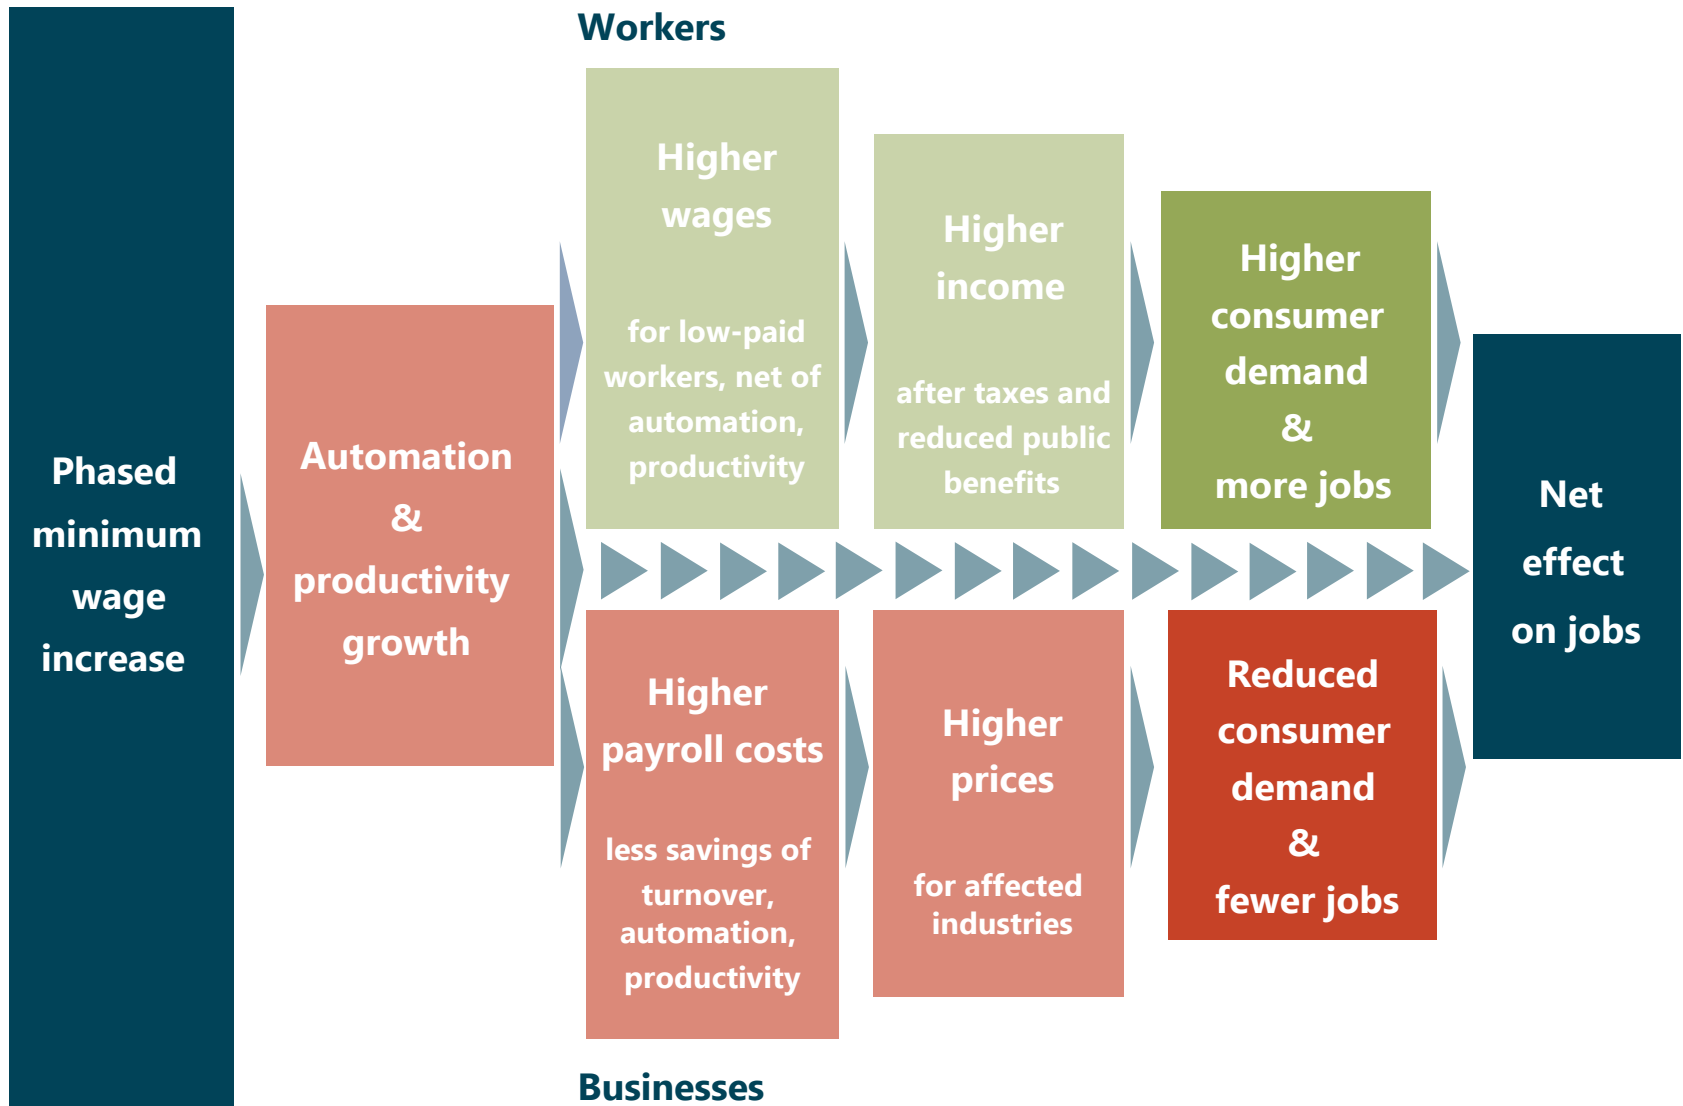 Workers
Phased
minimum
wage
increase
Automation
&
productivity
growth
Higher
wages
for low-paid
workers, net of
automation,
productivity
Higher
income
after taxes and
reduced public
benefits
Higher
consumer
demand
&
more jobs
Higher
payroll costs
less savings of
turnover,
automation,
productivity
Higher
prices
for affected
industries
Reduced
consumer
demand
&
fewer jobs
Net
effect
on jobs
Businesses